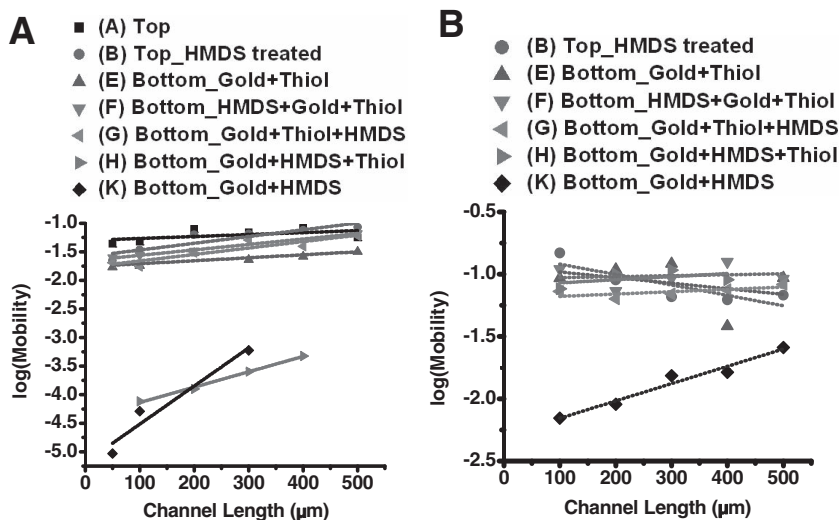 A
(A) Top
(B) Top_HMDS treated
(E) Bottom_Gold+Thiol
(F) Bottom_HMDS+Gold+Thiol
(G) Bottom_Gold+Thiol+HMDS
(H) Bottom_Gold+HMDS+Thiol
(K) Bottom_Gold+HMDS
-1.0
-1.5
-2.0
-2.5
-3.0
-3.5
-4.0
-4.5
-5.0
log(Mobility)
0 100 200 300 400 500
Channel Length (µm)
B
(B) Top_HMDS treated
(E) Bottom_Gold+Thiol
(F) Bottom_HMDS+Gold+Thiol
(G) Bottom_Gold+Thiol+HMDS
(H) Bottom_Gold+HMDS+Thiol
(K) Bottom_Gold+HMDS
-0.5
-1.0
-1.5
-2.0
-2.5
log(Mobility)
0 100 200 300 400 500
Channel Length (µm)